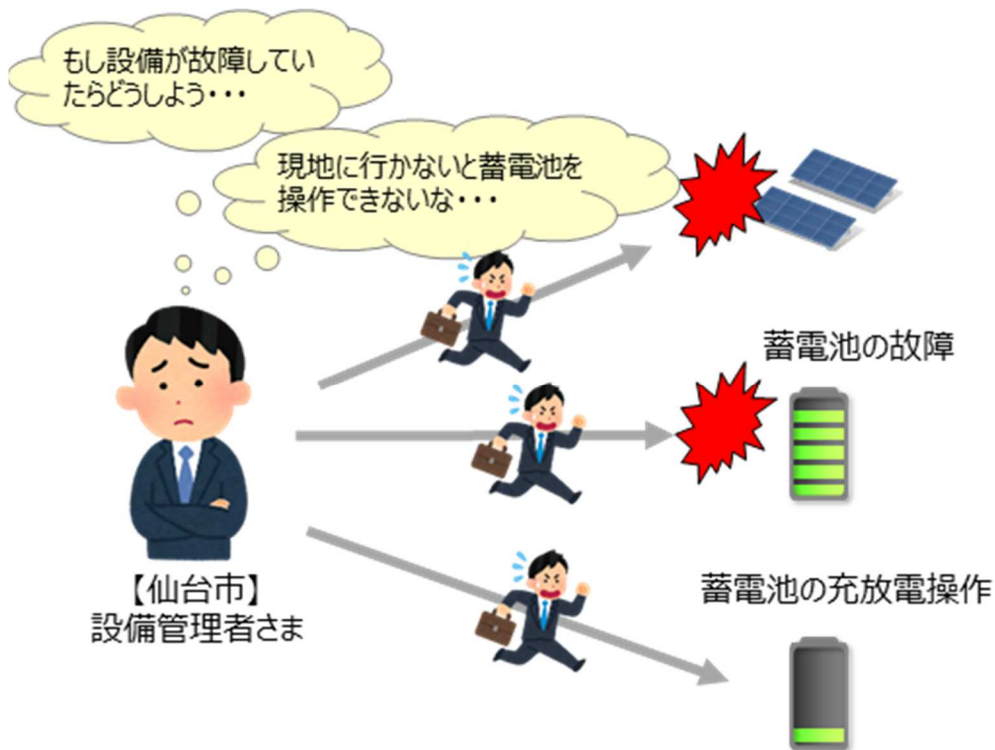 もし設備が故障してい
たらどうしよう・・・
現地に行かないと蓄電池を
操作できないな・・・
蓄電池の故障
【仙台市】
設備管理者さま
蓄電池の充放電操作